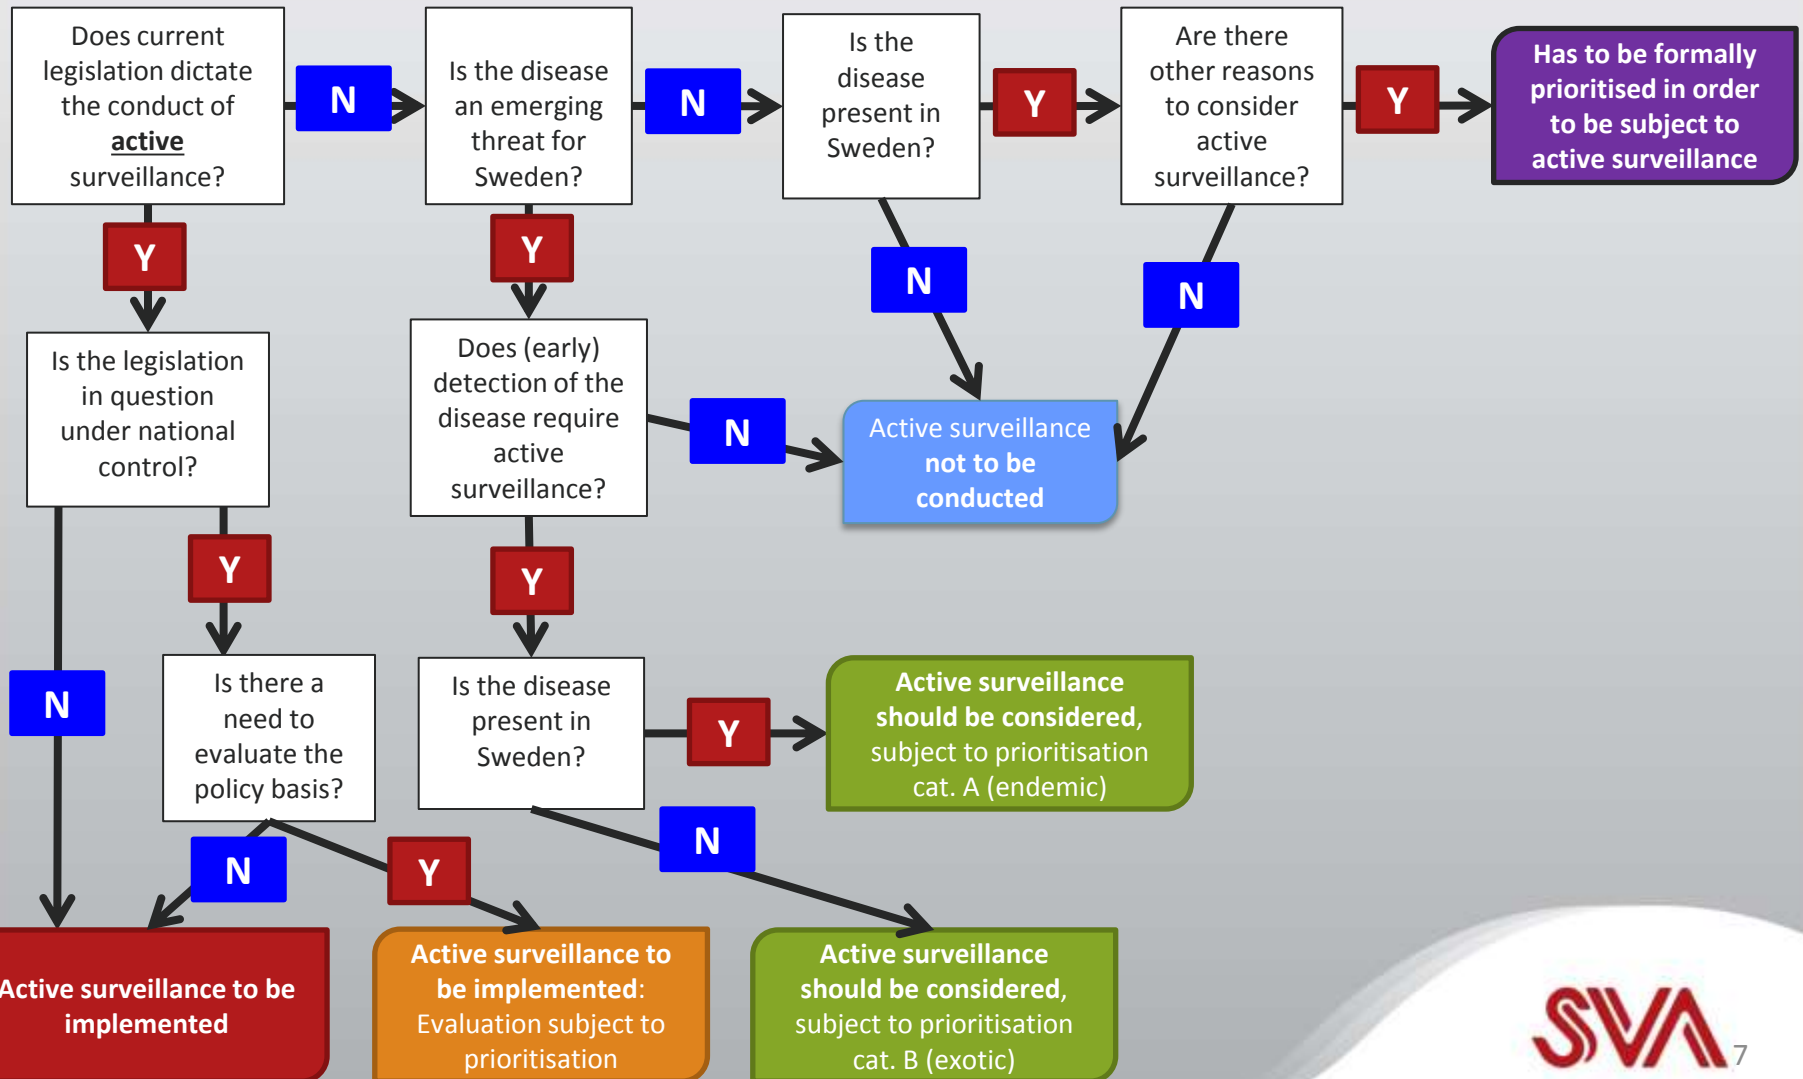 Does current
legislation dictate
the conduct of
active
surveillance?
N
Is the disease
an emerging
threat for
Sweden?
N
Is the
disease
present in
Sweden?
Y
Are there
other reasons
to consider
active
surveillance?
Y
Has to be formally
prioritised in order
to be subject to
active surveillance
Y
Y
N
N
Is the legislation
in question
under national
control?
Does (early)
detection of the
disease require
active
surveillance?
N
Active surveillance
not to be
conducted
Y
Y
N
Is there a
need to
evaluate the
policy basis?
Is the disease
present in
Sweden?
Y
Active surveillance
should be considered,
subject to prioritisation
cat. A (endemic)
N
Y
N
Active surveillance to be
implemented
Active surveillance to
be implemented:
Evaluation subject to
prioritisation
Active surveillance
should be considered,
subject to prioritisation
cat. B (exotic)
SVA
7